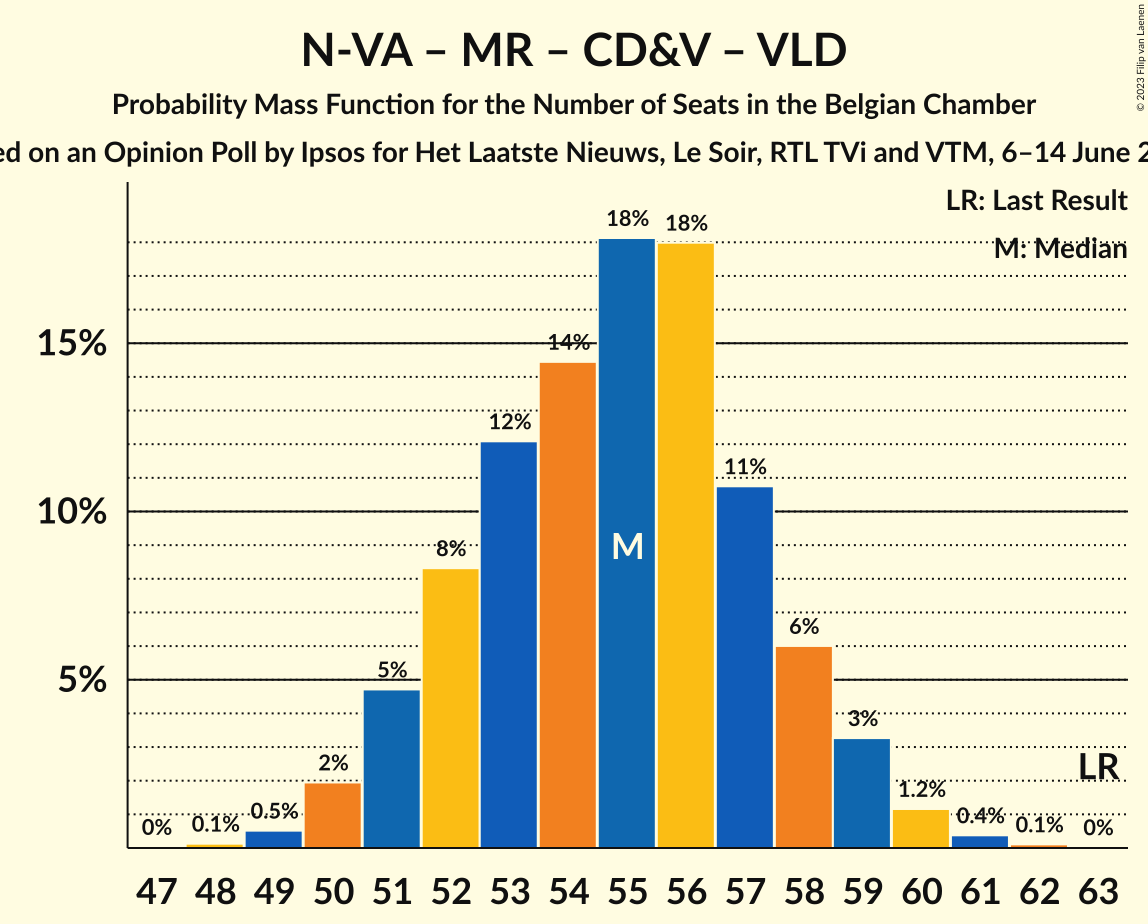 N-VA – MR – CD&V – VLD
Probability Mass Function for the Number of Seats in the Belgian Chamber
on an Opinion Poll by Ipsos for Het Laatste Nieuws, Le Soir, RTL TVi and VTM, 6–14 June
© 2023 Filip van Laenen
LR: Last Result
M: Median
18% 18%
15% 14%
12%
11%
10%
8%
M
6%
5% 5%
3%
2%
LR
1.2%
0.5% 0.4%
0% 0.1% 0.1% 0%
47 48 49 50 51 52 53 54 55 56 57 58 59 60 61 62 63